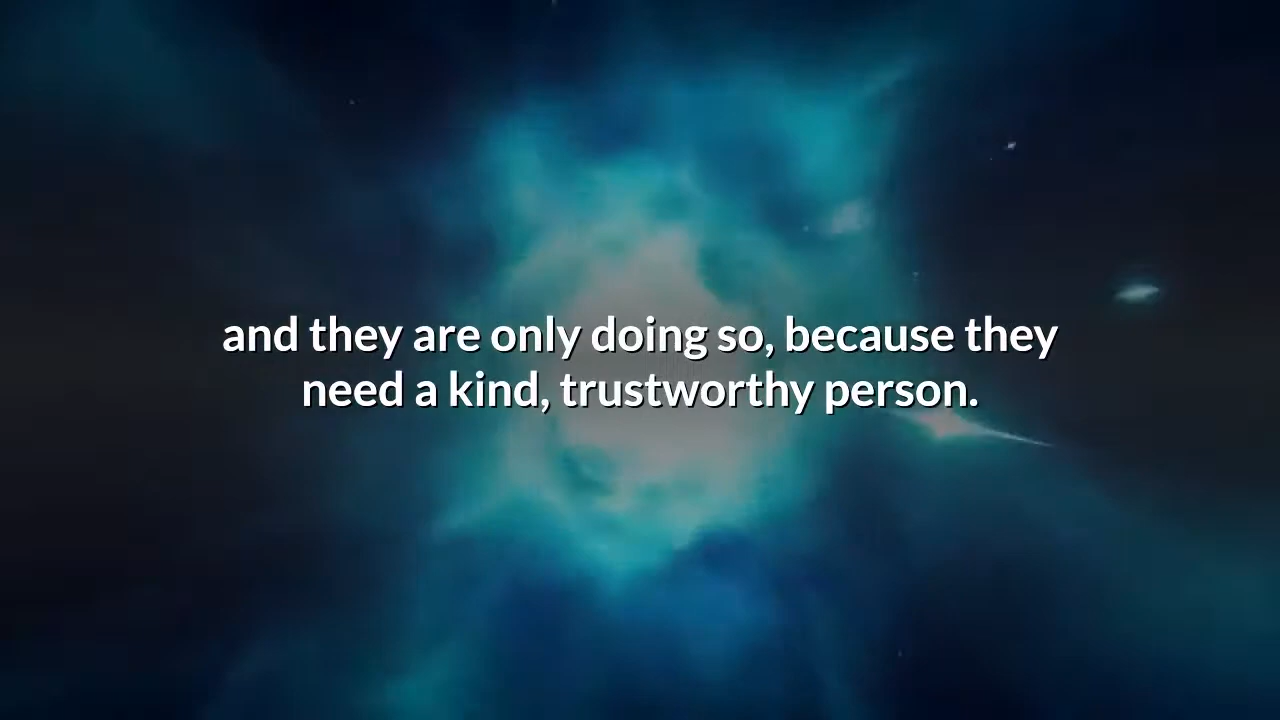 and they are only doing so, because they
need a kind, trustworthy person.